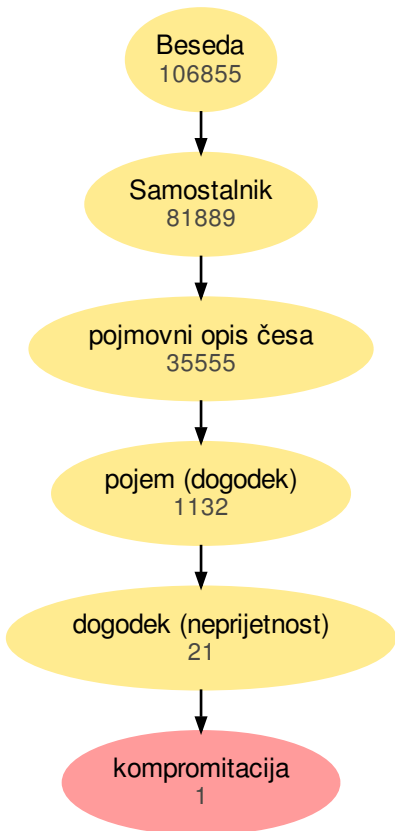 Beseda
106855
Samostalnik
81889
pojmovni opis česa
35555
pojem (dogodek)
1132
dogodek (neprijetnost)
21
kompromitacija
1